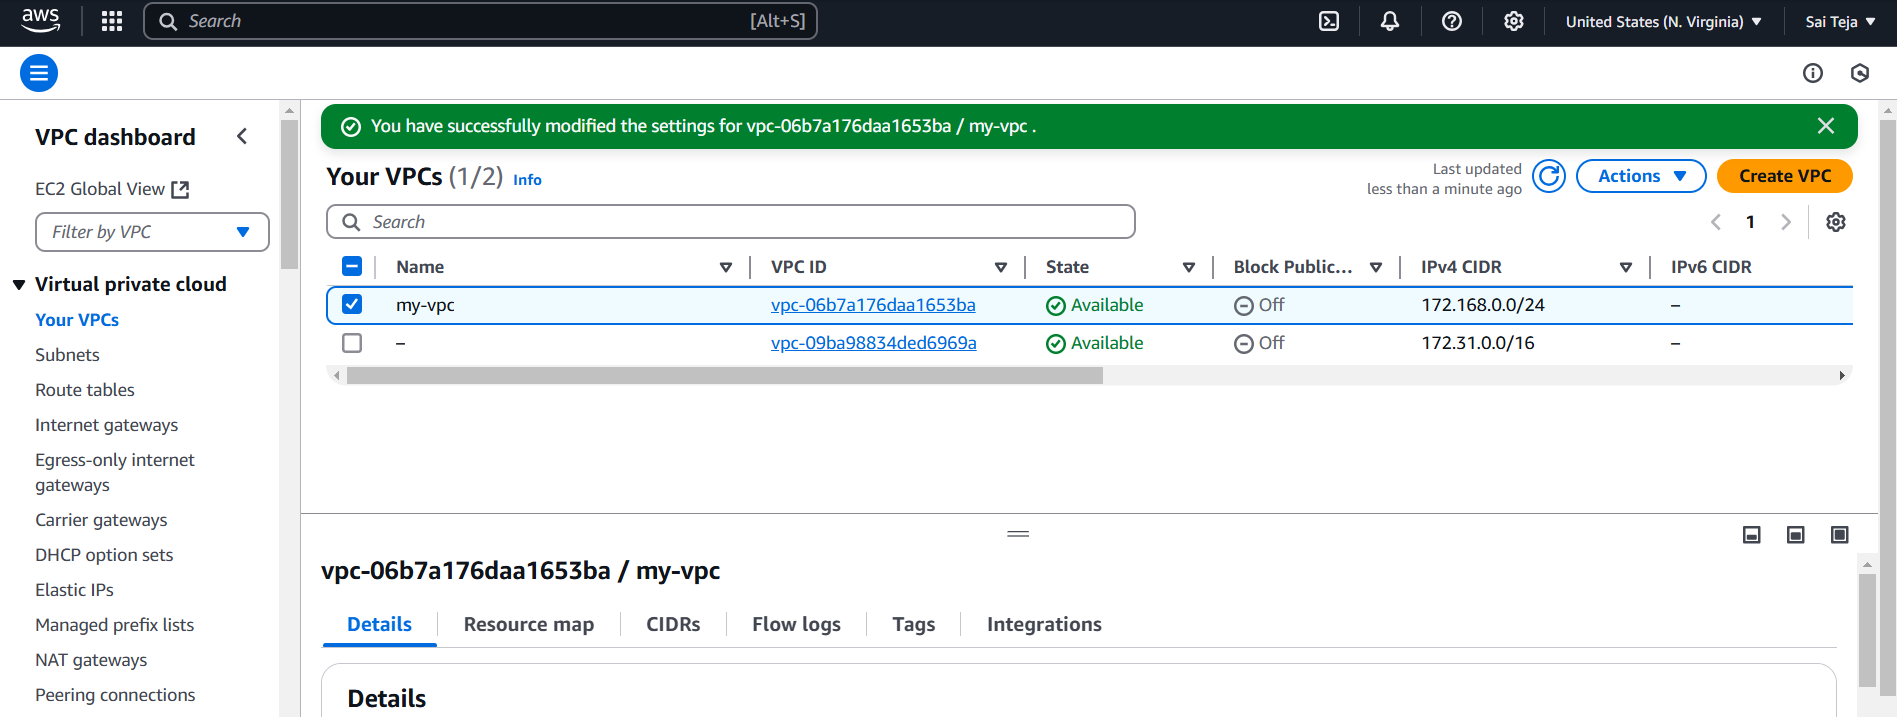 aws
Search
[Alt+S]
United States (N. Virginia)
Sai Teja
VPC dashboard
EC2 Global View
Filter by VPC
Virtual private cloud
Your VPCs
Subnets
Route tables
Internet gateways
Egress-only internet
gateways
Carrier gateways
DHCP option sets
Elastic IPs
Managed prefix lists
NAT gateways
Peering connections
You have successfully modified the settings for vpc-06b7a176daa1653ba / my-vpc .
Your VPCs (1/2) Info
Last updated
less than a minute ago
Actions
Create VPC
Search
1
Name VPC ID State Block Public... IPv4 CIDR IPv6 CIDR
my-vpc vpc-06b7a176daa1653ba Available Off 172.168.0.0/24 –
– vpc-09ba98834ded6969a Available Off 172.31.0.0/16 –
vpc-06b7a176daa1653ba / my-vpc
Details Resource map CIDRs Flow logs Tags Integrations
Details